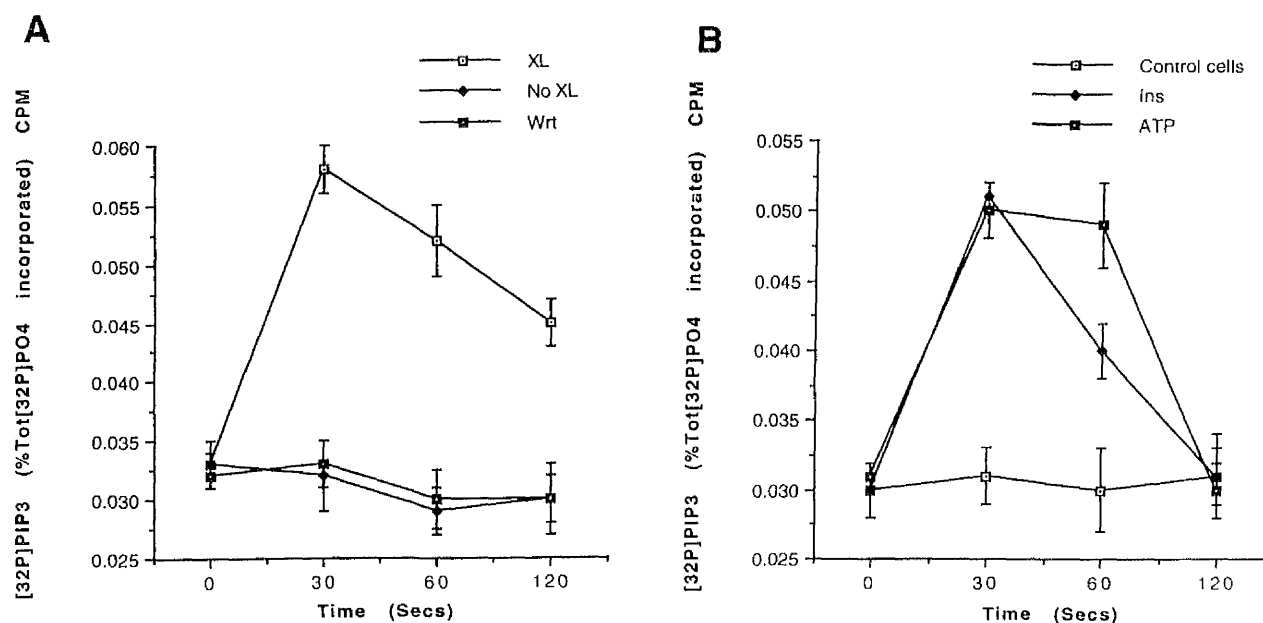 A
XL
No XL
Wrt
[32P]PIP3 (%Tot[32P]PO4 incorporated) CPM
0.060
0.055
0.050
0.045
0.040
0.035
0.030
0.025
0 30 60 120
Time (Secs)
B
Control cells
Ins
ATP
[32P]PIP3 (%Tot[32P]PO4 incorporated) CPM
0.055
0.050
0.045
0.040
0.035
0.030
0.025
0 30 60 120
Time (Secs)